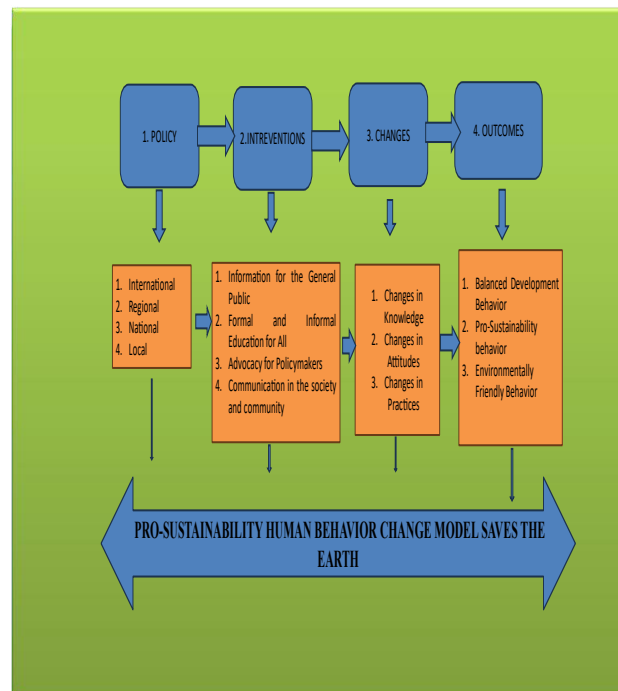 1. POLICY
2.INTREVENTIONS
3. CHANGES
4. OUTCOMES
1. International
2. Regional
3. National
4. Local
1. Information for the General
Public
2. Formal and Informal
Education for All
3. Advocacy for Policymakers
4. Communication in the society
and community
1. Changes in
Knowledge
2. Changes in
Attitudes
3. Changes in
Practices
1. Balanced Development
Behavior
2. Pro-Sustainability
behavior
3. Environmentally
Friendly Behavior
PRO-SUSTAINABILITY HUMAN BEHAVIOR CHANGE MODEL SAVES THE
EARTH